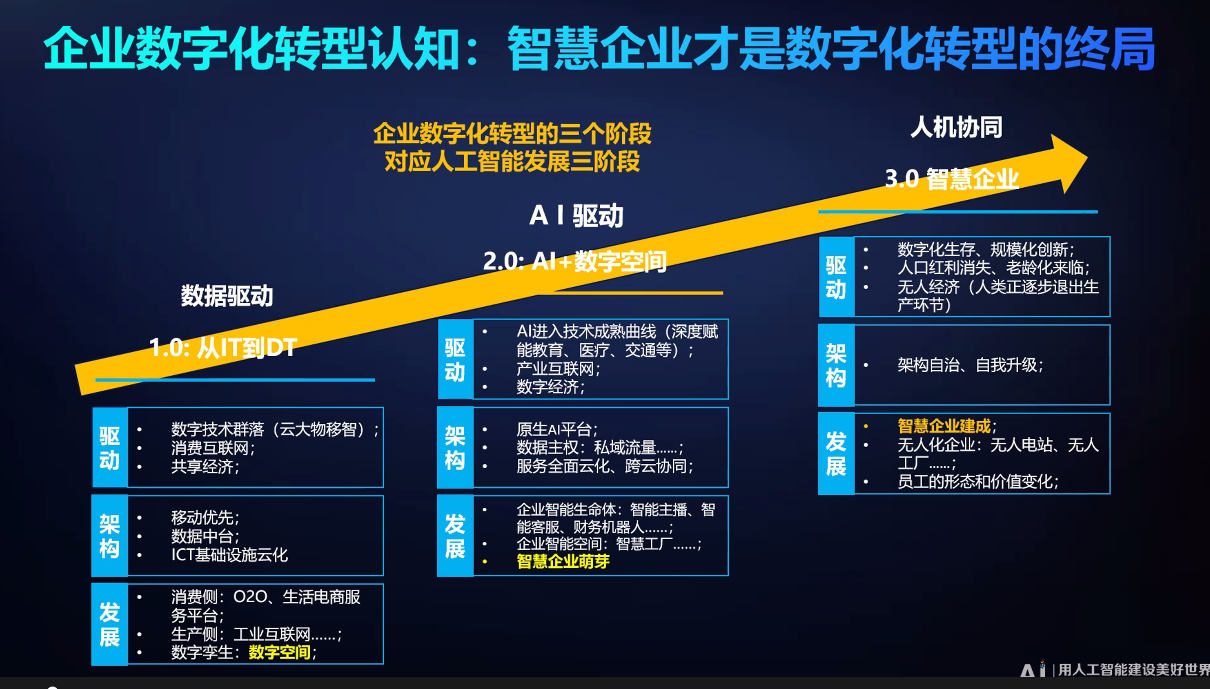 企业数字化转型认知：智慧企业才是数字化转型的终局
企业数字化转型的三个阶段
对应人工智能发展三阶段
数据驱动
1.0: 从IT到DT
驱动
• 数字技术群落（云大物移智）;
• 消费互联网;
• 共享经济;
架构
• 移动优先;
• 数据中台;
• ICT基础设施云化
发展
• 消费侧：O2O、生活电商服
务平台;
• 生产侧：工业互联网……;
• 数字孪生：数字空间;
AI 驱动
2.0: AI+数字空间
驱动
• AI进入技术成熟曲线（深度赋
能教育、医疗、交通等）;
• 产业互联网;
• 数字经济;
架构
• 原生AI平台;
• 数据主权：私域流量……;
• 服务全面云化、跨云协同;
发展
• 企业智能生命体：智能主播、智
能客服、财务机器人……;
• 企业智能空间：智慧工厂……;
• 智慧企业萌芽
人机协同
3.0 智慧企业
驱动
• 数字化生存、规模化创新;
• 人口红利消失、老龄化来临;
• 无人经济（人类正逐步退出生
产环节）
架构
• 架构自治、自我升级;
发展
• 智慧企业建成;
• 无人化企业：无人电站、无人
工厂……;
• 员工的形态和价值变化;
AI | 用人工智能建设美好世界